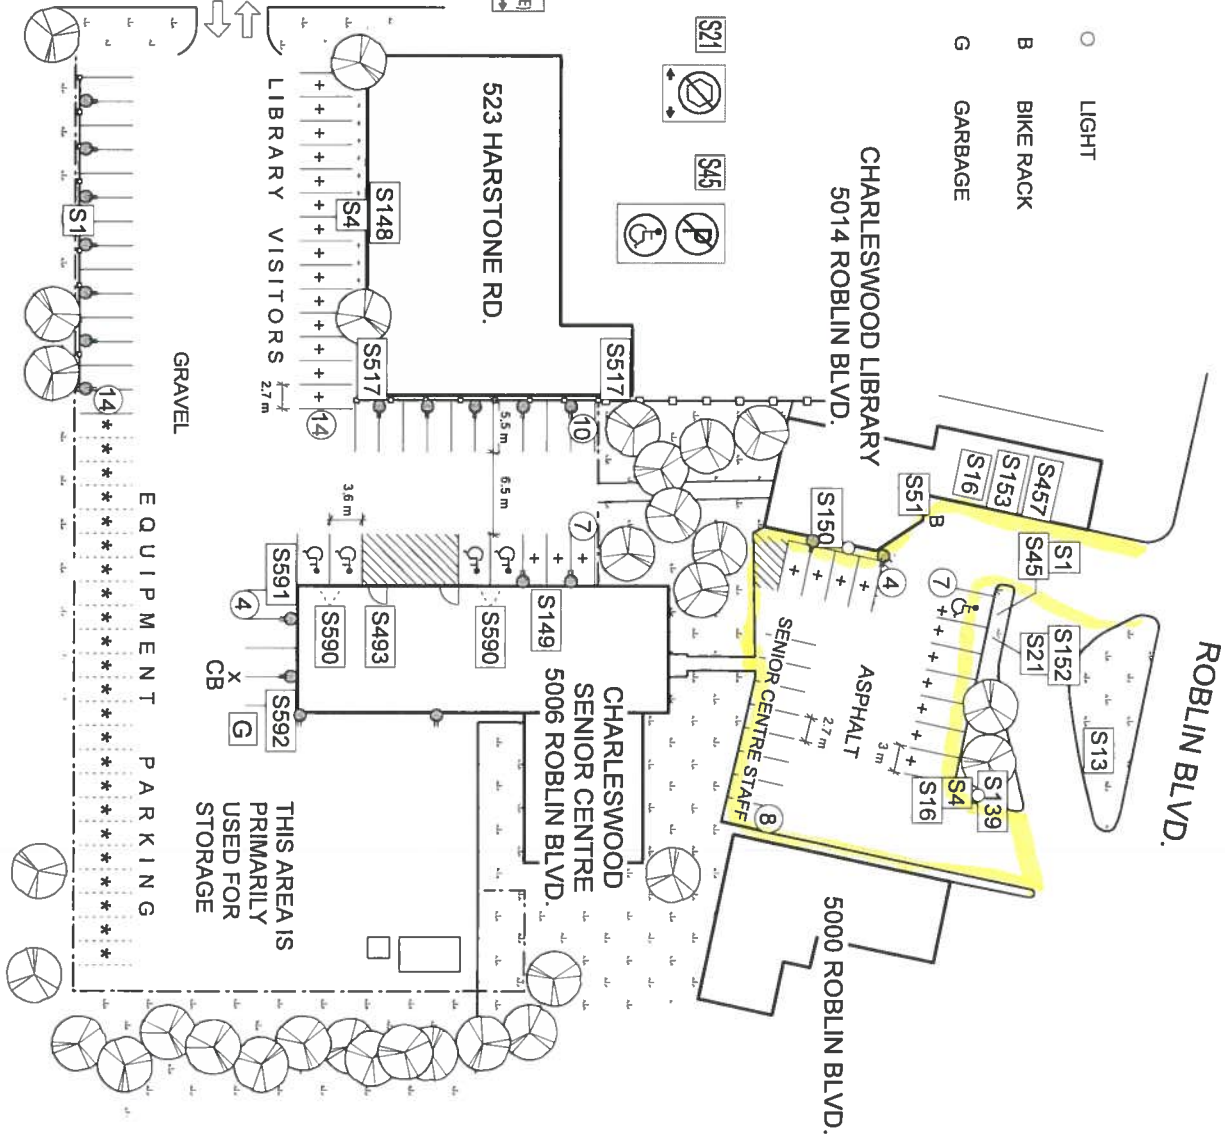 ROBLIN BLVD.
LIGHT
B BIKE RACK
G GARBAGE
S21
S45
CHARLESWOOD LIBRARY
5014 ROBLIN BLVD.
S457
S153
S16
S51
B
S150
4
S1
S45
7
S152
S21
S13
S139
S4
S16
ASPHALT
3 m
2.7 m
SENIOR CENTRE STAFF
8
5000 ROBLIN BLVD.
523 HARSTONE RD.
S517
S517
S148
S4
LIBRARY VISITORS
2.7 m
14
10
5.5 m
6.5 m
3.6 m
7
S149
S590
S493
S590
S591
4
CB
X
S592
G
CHARLESWOOD
SENIOR CENTRE
5006 ROBLIN BLVD.
THIS AREA IS
PRIMARILY
USED FOR
STORAGE
GRAVEL
EQUIPMENT PARKING
S1
14